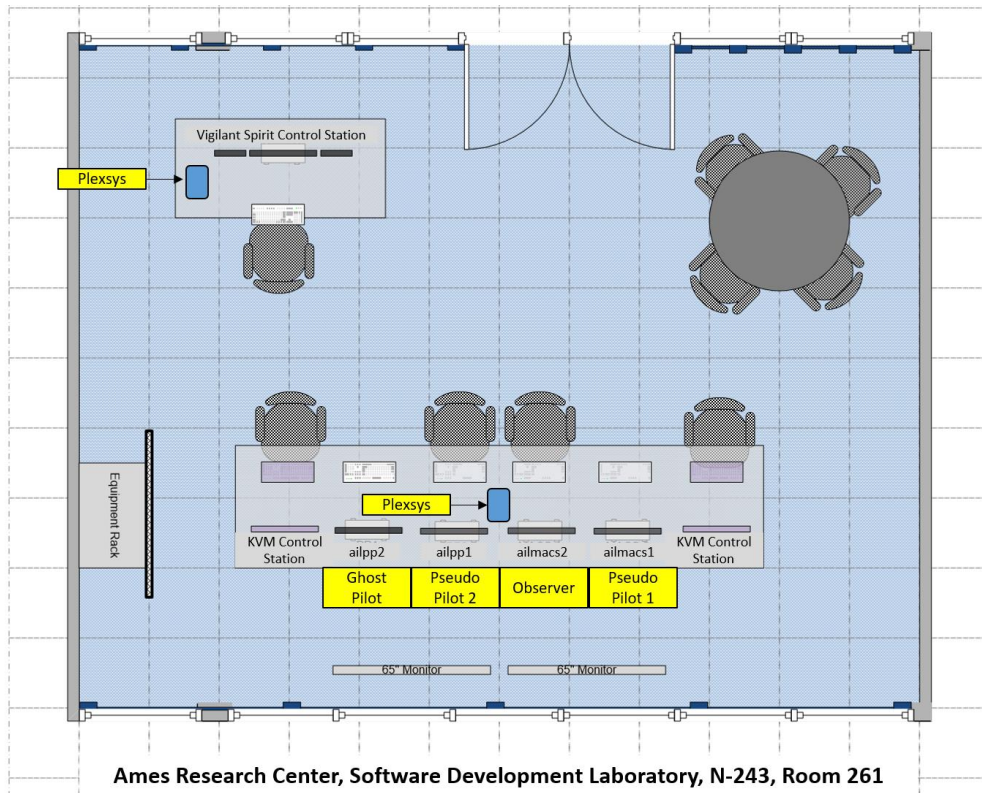 Vigilant Spirit Control Station
Plexsys
Equipment Rack
Plexsys
KVM Control
Station
ailpp2
ailpp1
ailmacs2
ailmacs1
KVM Control
Station
Ghost
Pilot
Pseudo
Pilot 2
Observer
Pseudo
Pilot 1
65" Monitor
65" Monitor
Ames Research Center, Software Development Laboratory, N-243, Room 261